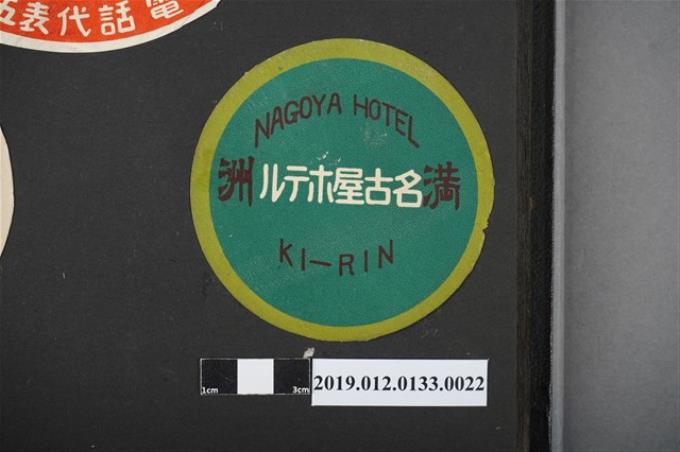 電話代表五
NAGOYA HOTEL
満 名古屋ホテル 洲
KI-RIN
1cm 3cm
2019.012.0133.0022